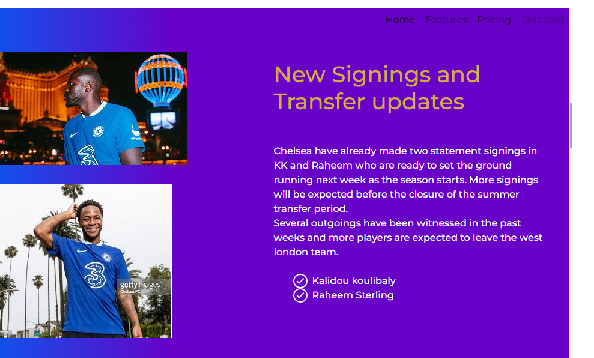 Home Features Pricing Disabled
New Signings and
Transfer updates
Chelsea have already made two statement signings in
KK and Raheem who are ready to set the ground
running next week as the season starts. More signings
will be expected before the closure of the summer
transfer period.
Several outgoings have been witnessed in the past
weeks and more players are expected to leave the west
london team.
Kalidou koulibaly
Raheem Sterling
3
3
gettyimages